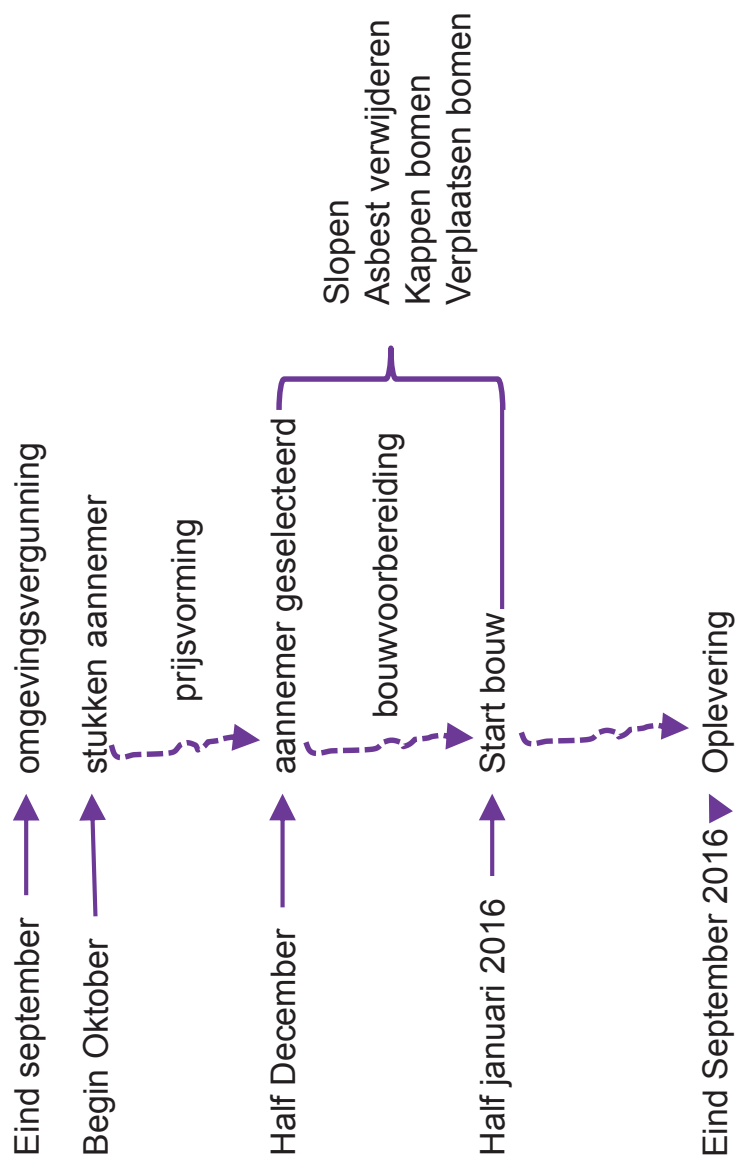 Eind september omgevingsvergunning
Begin Oktober stukken aannemer
prijsvorming
Half December aannemer geselecteerd
bouwvoorbereiding
Slopen
Asbest verwijderen
Kappen bomen
Verplaatsen bomen
Half januari 2016 Start bouw
Eind September 2016 Oplevering